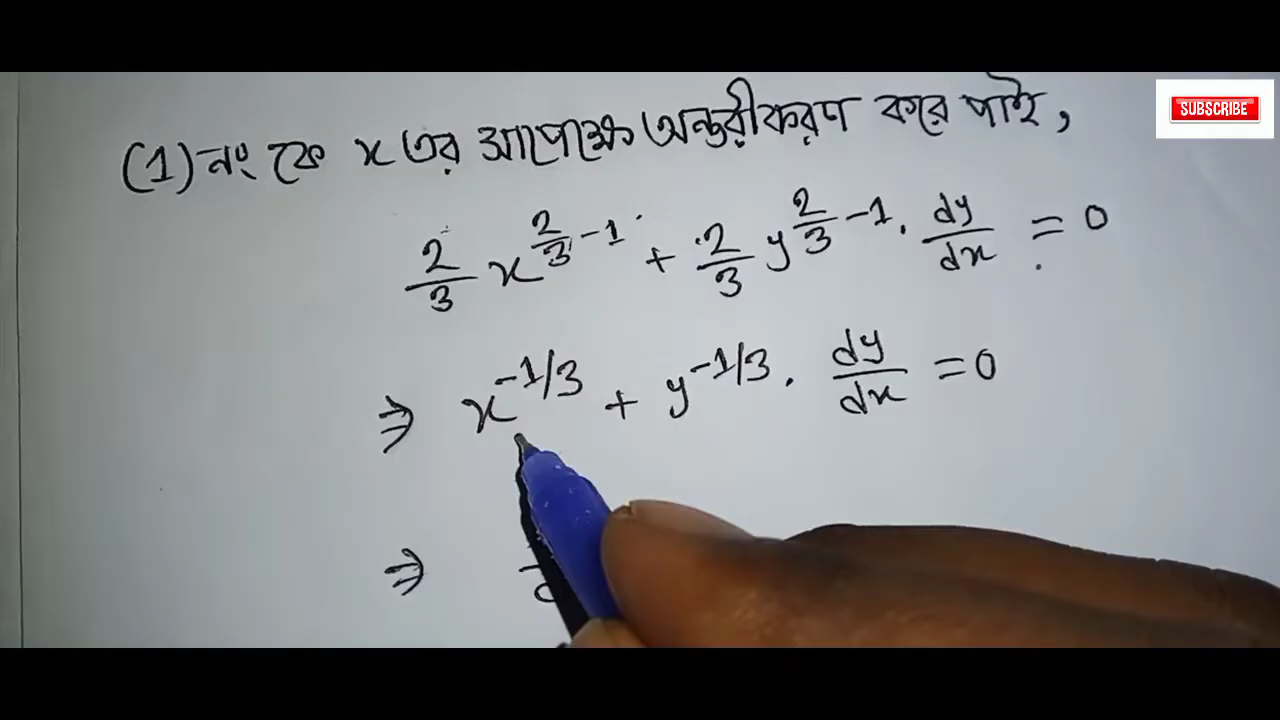 SUBSCRIBE
(1) নং কে x এর সাপেক্ষে অন্তরীকরণ করে পাই,
2/3 x^(2/3 - 1) + 2/3 y^(2/3 - 1) · dy/dx = 0
⇒ x^(-1/3) + y^(-1/3) · dy/dx = 0
⇒